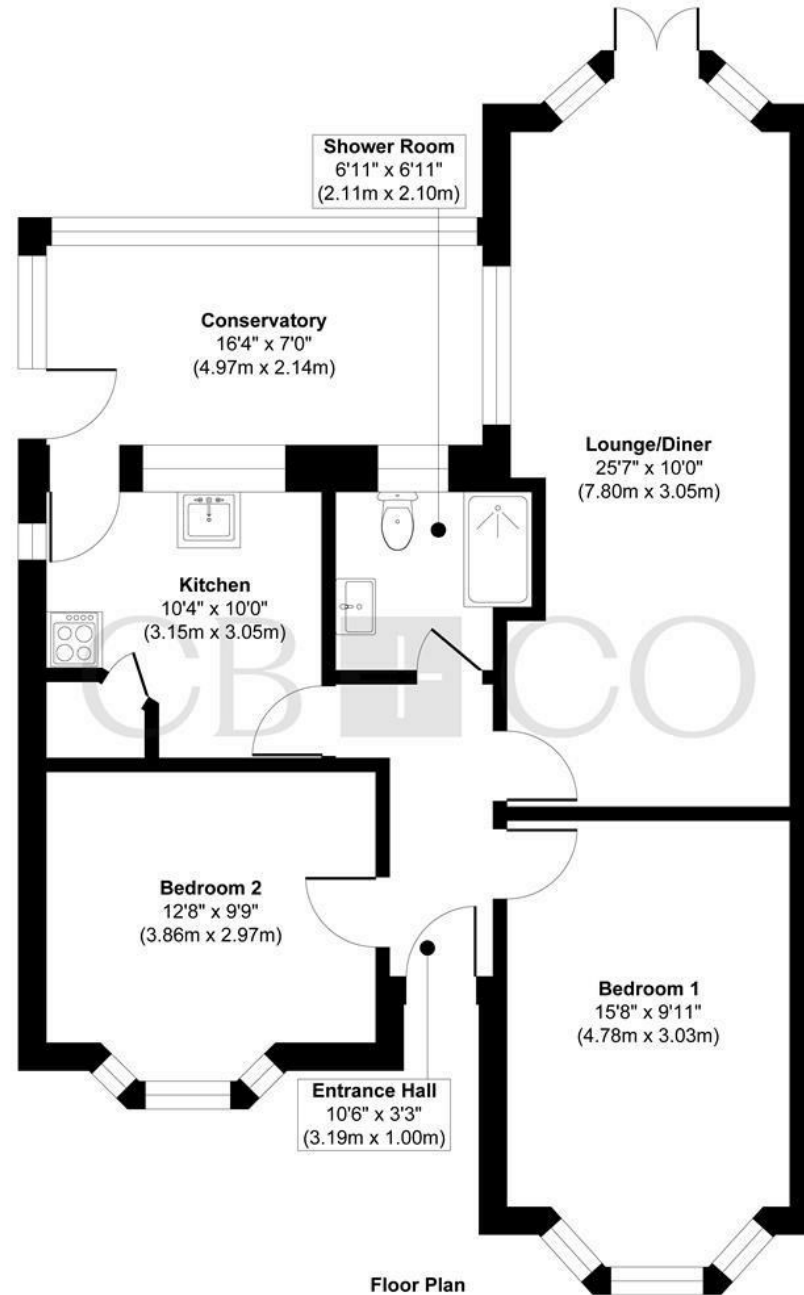 Shower Room
6'11" x 6'11"
(2.11m x 2.10m)
Conservatory
16'4" x 7'0"
(4.97m x 2.14m)
Lounge/Diner
25'7" x 10'0"
(7.80m x 3.05m)
Kitchen
10'4" x 10'0"
(3.15m x 3.05m)
CB + CO
Bedroom 2
12'8" x 9'9"
(3.86m x 2.97m)
Bedroom 1
15'8" x 9'11"
(4.78m x 3.03m)
Entrance Hall
10'6" x 3'3"
(3.19m x 1.00m)
Floor Plan